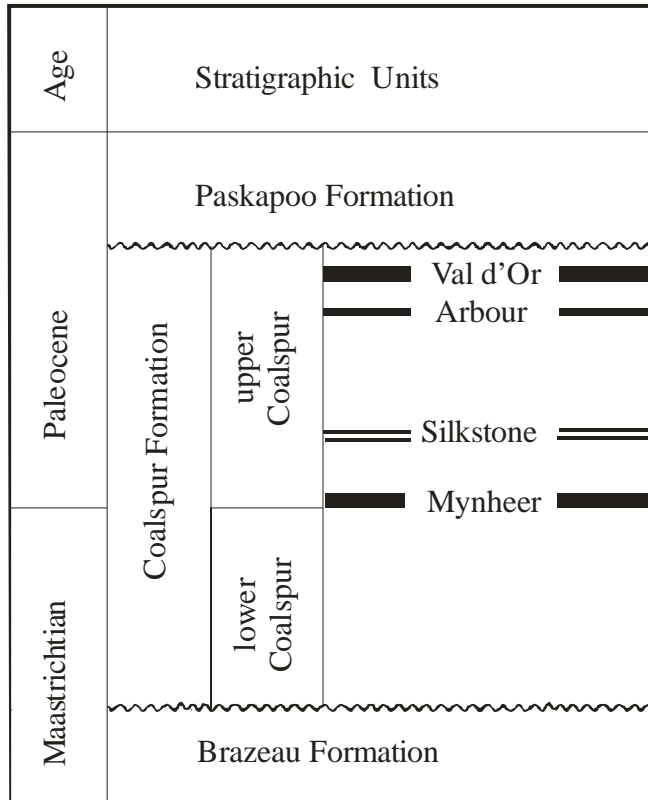 Age
Stratigraphic Units
Paleocene
Maastrichtian
Paskapoo Formation
Coalspur Formation
upper
Coalspur
lower
Coalspur
Val d'Or
Arbour
Silkstone
Mynheer
Brazeau Formation